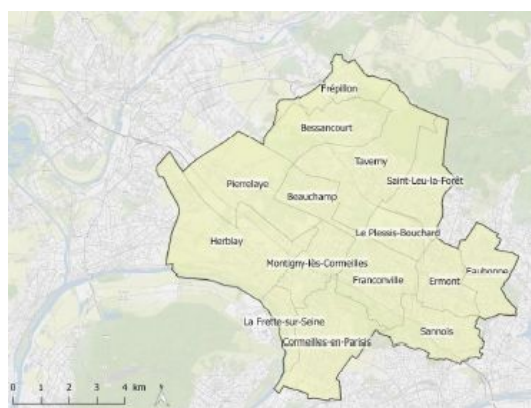 Frépillon
Bessancourt
Taverny
Saint-Leu-la-Forêt
Pierrelaye
Beauchamp
Le Plessis-Bouchard
Herblay
Montigny-lès-Cormeilles
Franconville
Ermont
Eaubonne
La Frette-sur-Seine
Sannois
Cormeilles-en-Parisis
0 1 2 3 4 km